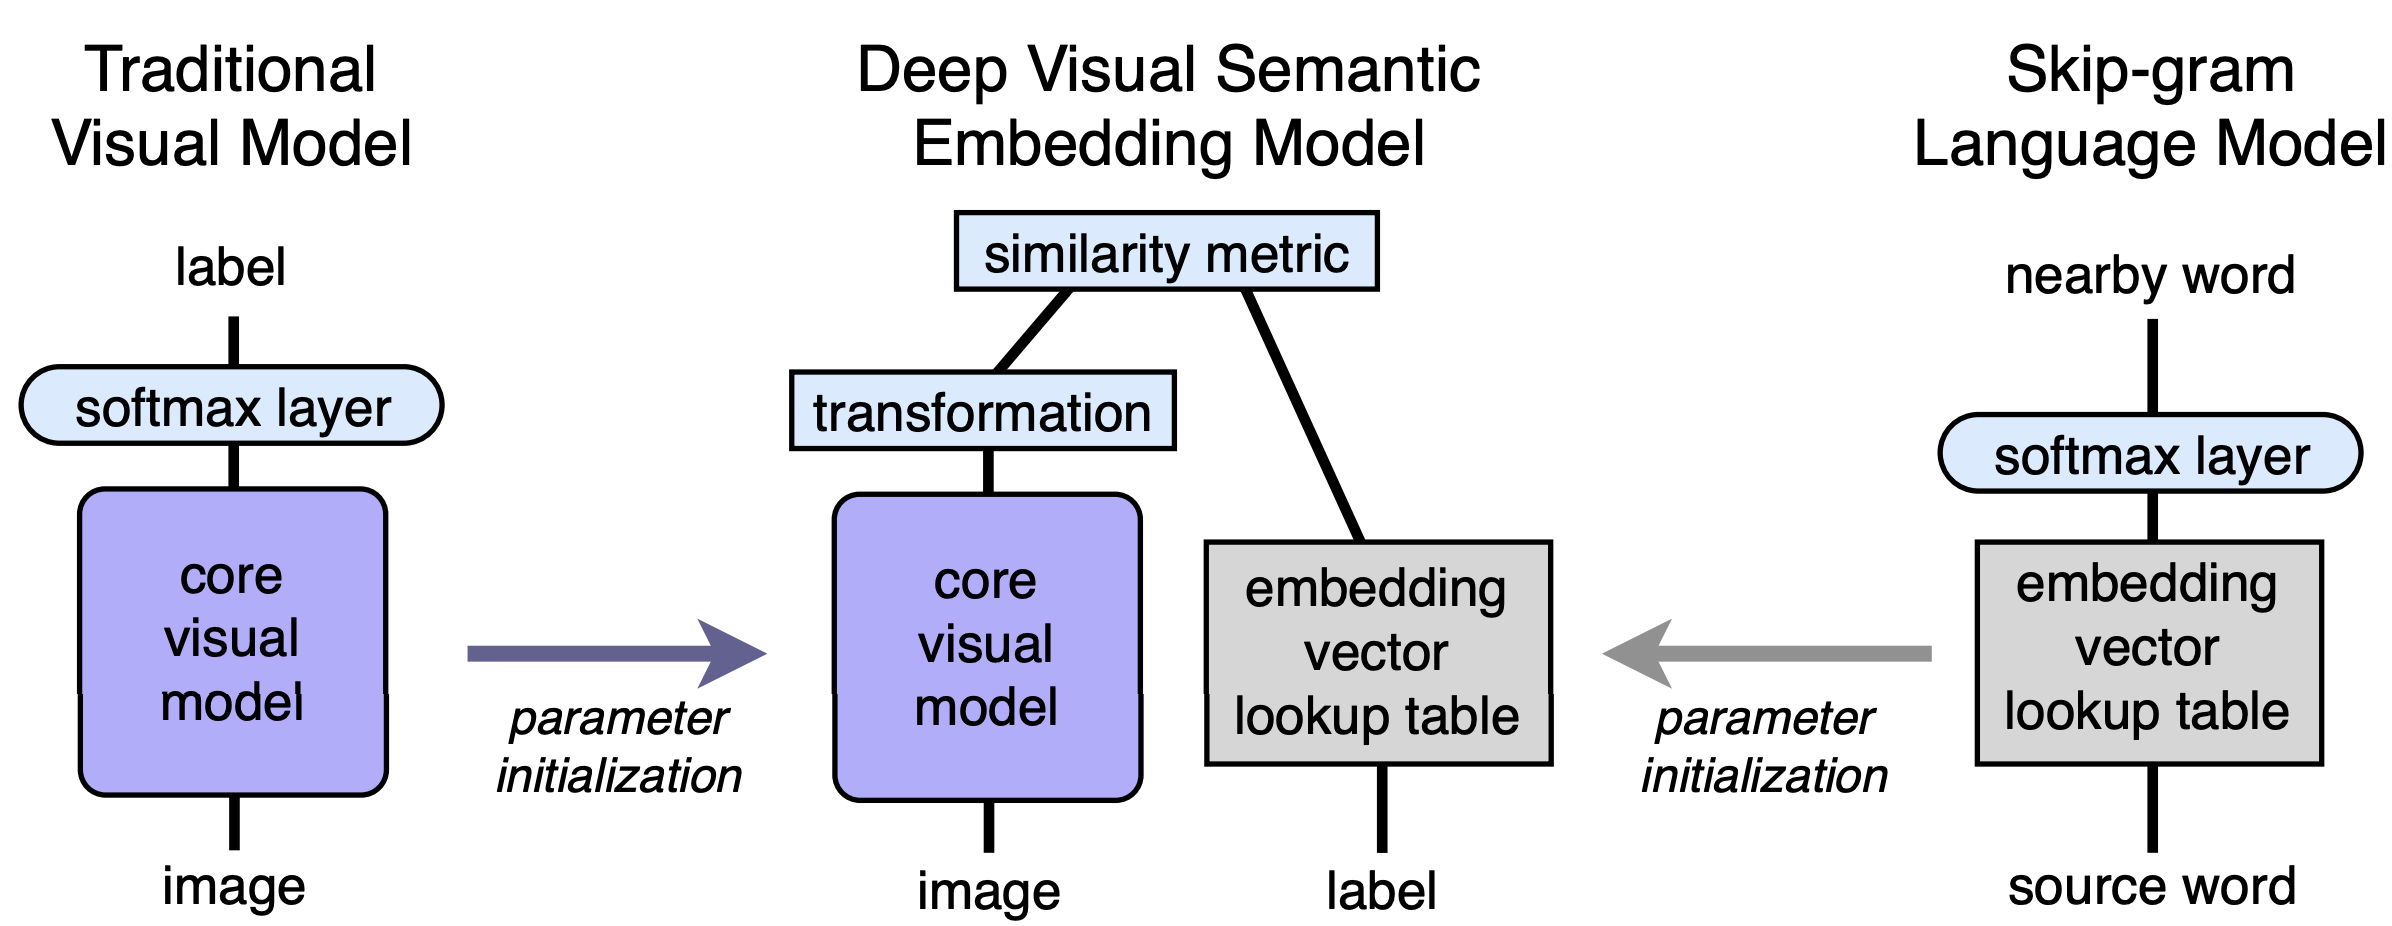 Traditional
Visual Model
label
softmax layer
core
visual
model
image
parameter
initialization
Deep Visual Semantic
Embedding Model
similarity metric
transformation
core
visual
model
image
embedding
vector
lookup table
label
parameter
initialization
Skip-gram
Language Model
nearby word
softmax layer
embedding
vector
lookup table
source word